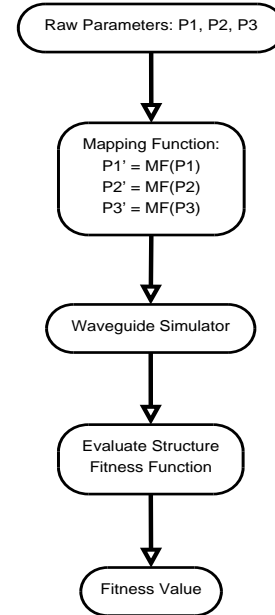 Raw Parameters: P1, P2, P3
Mapping Function:
P1’ = MF(P1)
P2’ = MF(P2)
P3’ = MF(P3)
Waveguide Simulator
Evaluate Structure
Fitness Function
Fitness Value